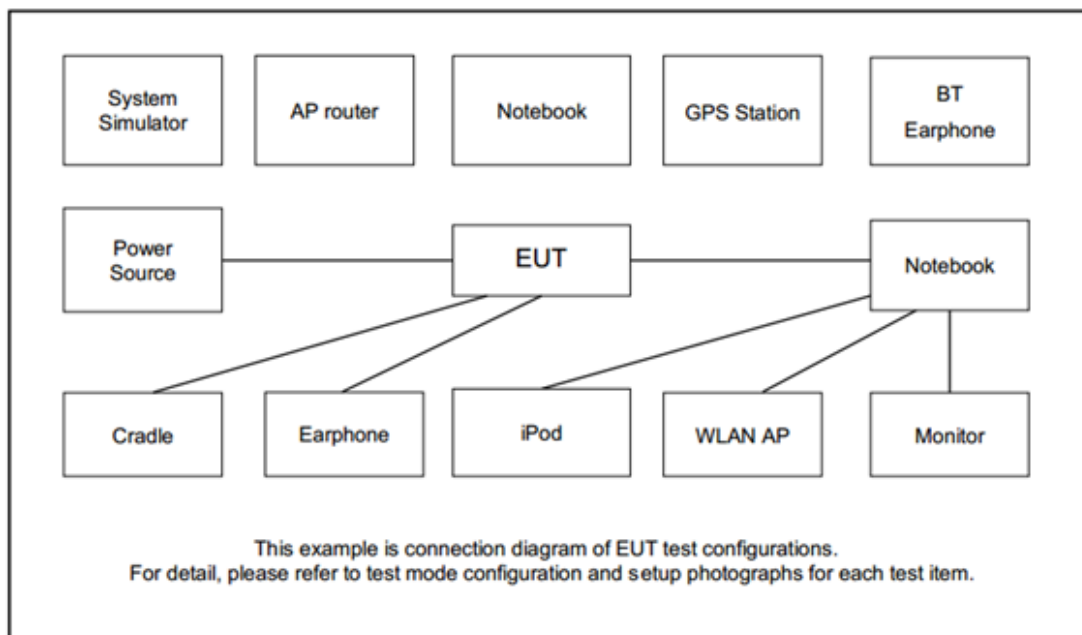 System
Simulator
AP router
Notebook
GPS Station
BT
Earphone
Power
Source
EUT
Notebook
Cradle
Earphone
iPod
WLAN AP
Monitor
This example is connection diagram of EUT test configurations.
For detail, please refer to test mode configuration and setup photographs for each test item.